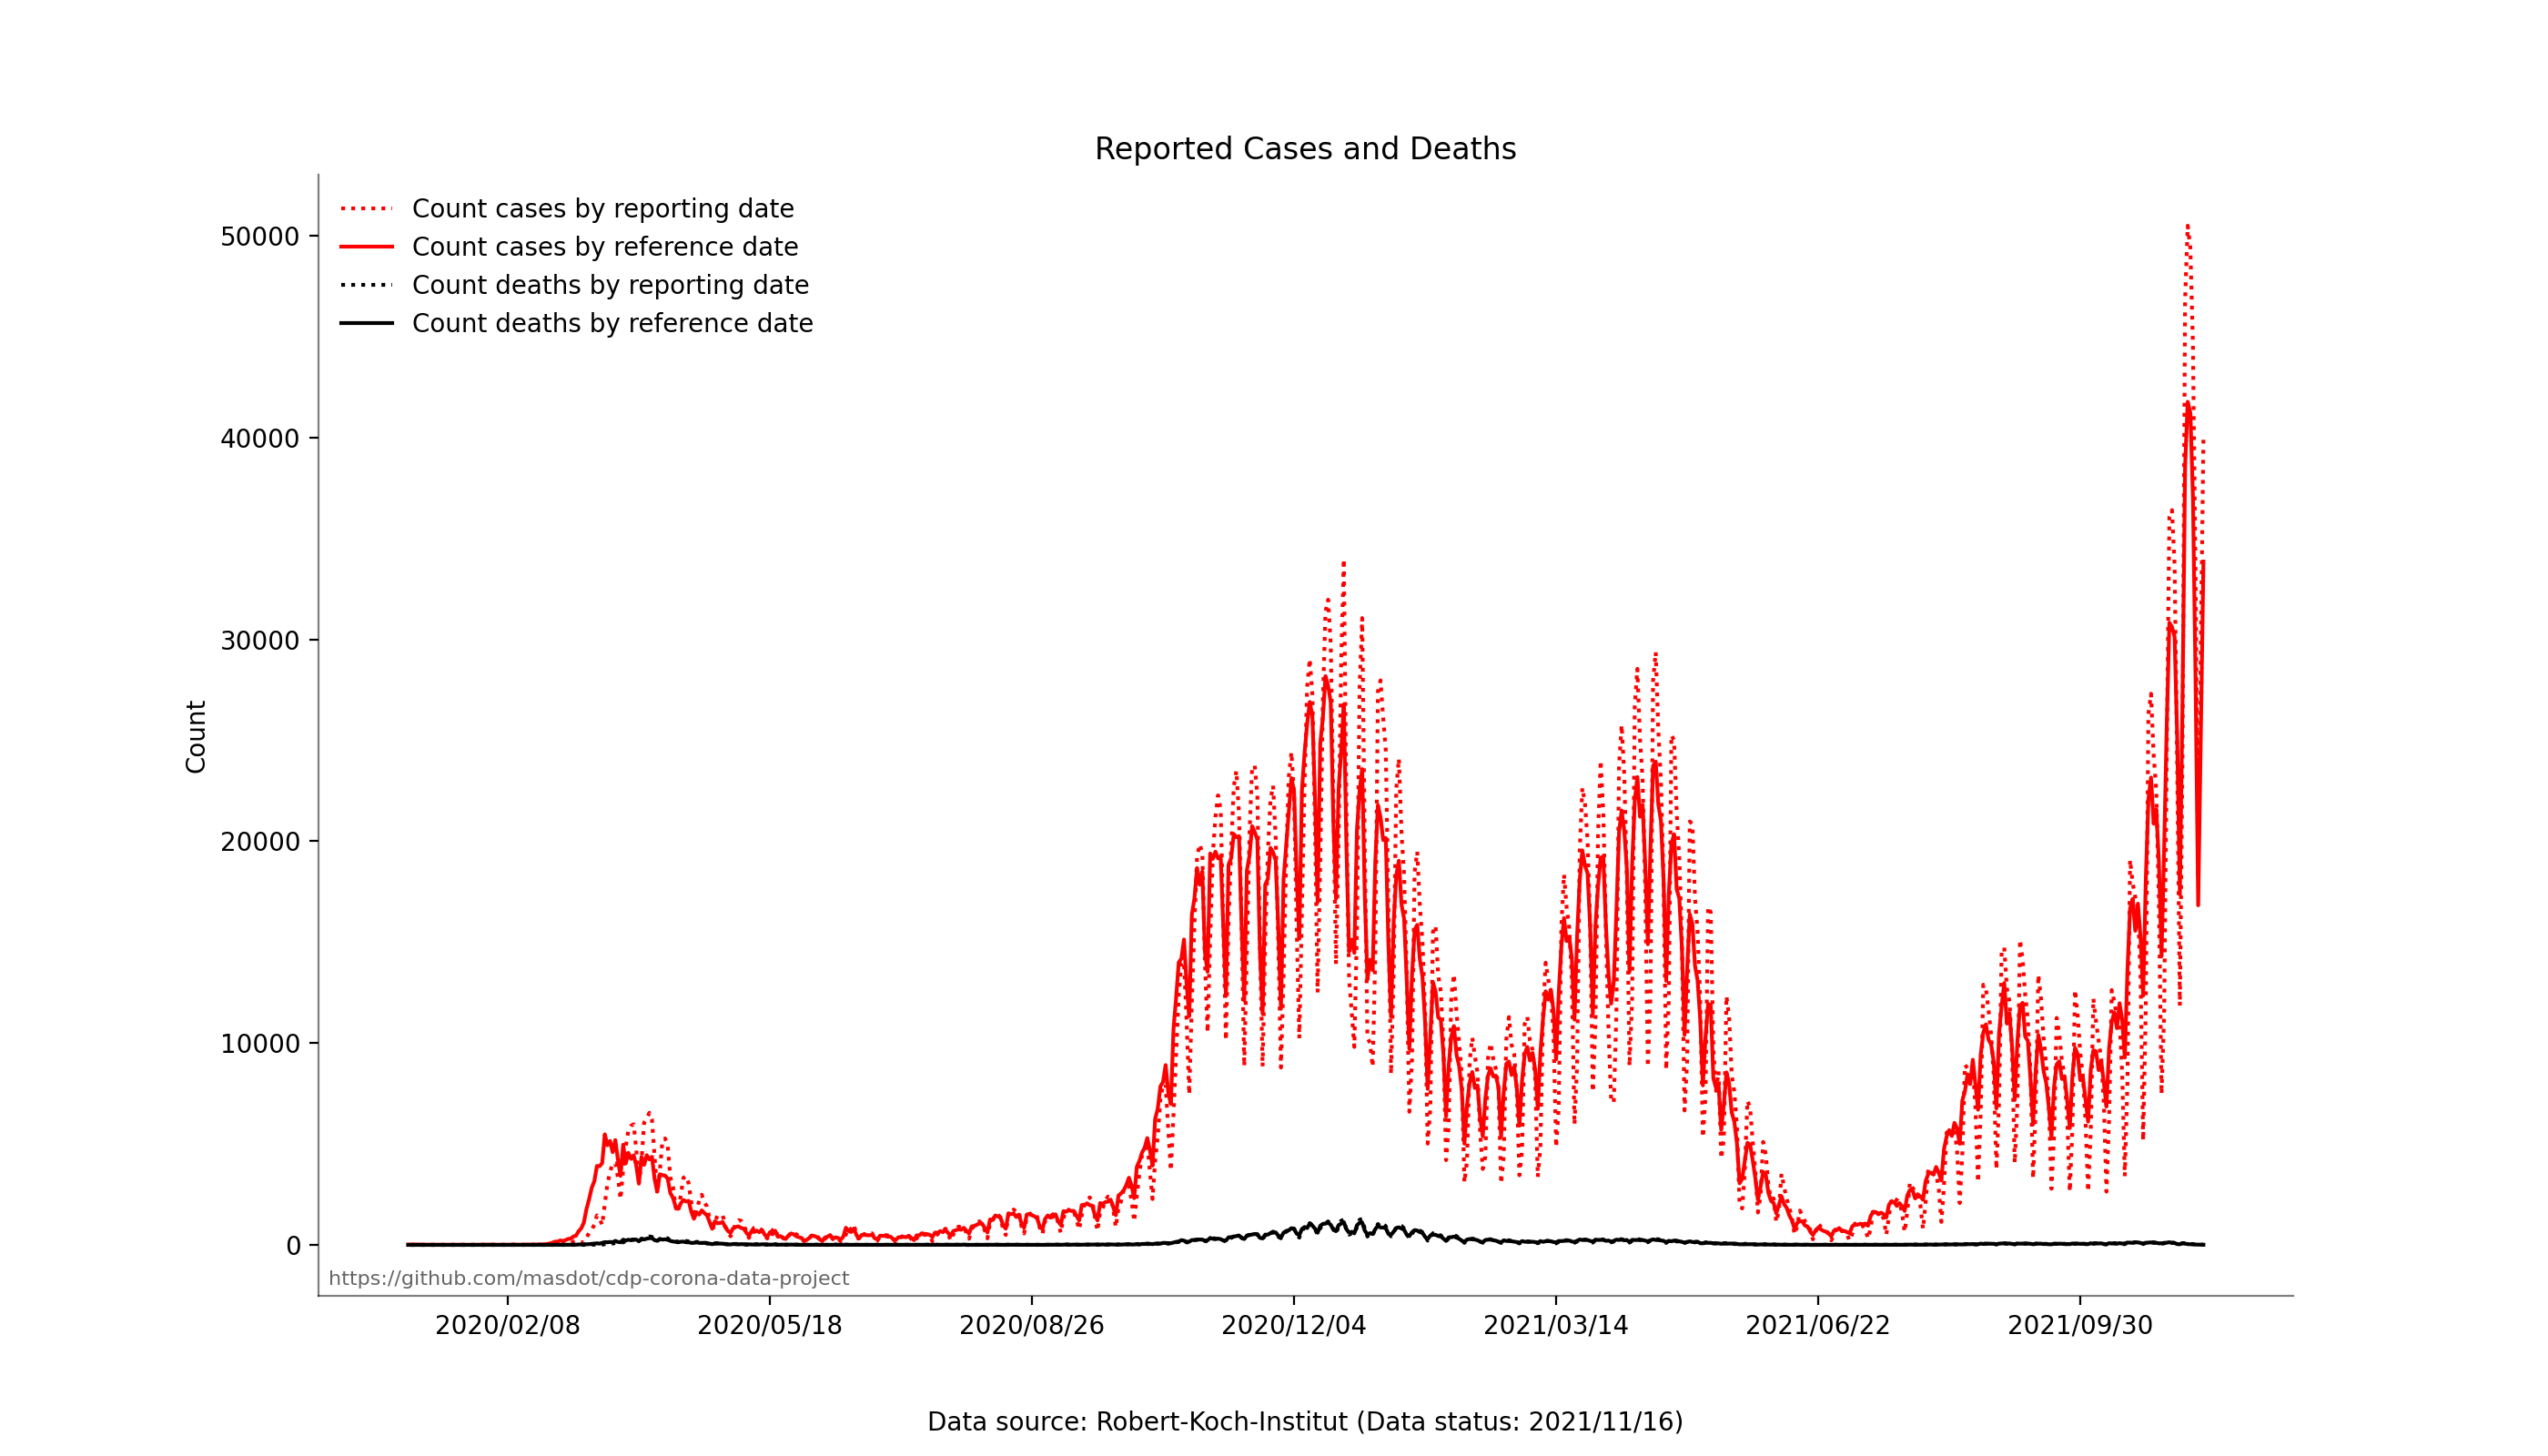 Reported Cases and Deaths
Count cases by reporting date
Count cases by reference date
Count deaths by reporting date
Count deaths by reference date
50000
40000
30000
20000
10000
0
Count
https://github.com/masdot/cdp-corona-data-project
2020/02/08 2020/05/18 2020/08/26 2020/12/04 2021/03/14 2021/06/22 2021/09/30
Data source: Robert-Koch-Institut (Data status: 2021/11/16)